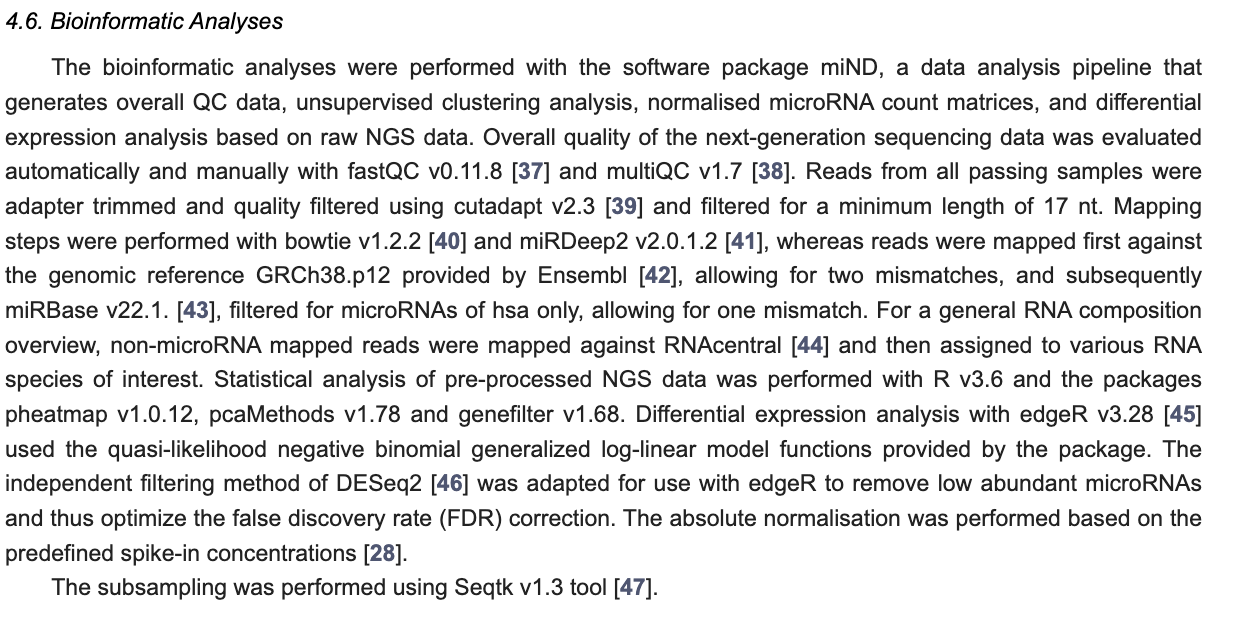 4.6. Bioinformatic Analyses
The bioinformatic analyses were performed with the software package miND, a data analysis pipeline that
generates overall QC data, unsupervised clustering analysis, normalised microRNA count matrices, and differential
expression analysis based on raw NGS data. Overall quality of the next-generation sequencing data was evaluated
automatically and manually with fastQC v0.11.8 [37] and multiQC v1.7 [38]. Reads from all passing samples were
adapter trimmed and quality filtered using cutadapt v2.3 [39] and filtered for a minimum length of 17 nt. Mapping
steps were performed with bowtie v1.2.2 [40] and miRDeep2 v2.0.1.2 [41], whereas reads were mapped first against
the genomic reference GRCh38.p12 provided by Ensembl [42], allowing for two mismatches, and subsequently
miRBase v22.1. [43], filtered for microRNAs of hsa only, allowing for one mismatch. For a general RNA composition
overview, non-microRNA mapped reads were mapped against RNAcentral [44] and then assigned to various RNA
species of interest. Statistical analysis of pre-processed NGS data was performed with R v3.6 and the packages
pheatmap v1.0.12, pcaMethods v1.78 and genefilter v1.68. Differential expression analysis with edgeR v3.28 [45]
used the quasi-likelihood negative binomial generalized log-linear model functions provided by the package. The
independent filtering method of DESeq2 [46] was adapted for use with edgeR to remove low abundant microRNAs
and thus optimize the false discovery rate (FDR) correction. The absolute normalisation was performed based on the
predefined spike-in concentrations [28].
The subsampling was performed using Seqtk v1.3 tool [47].